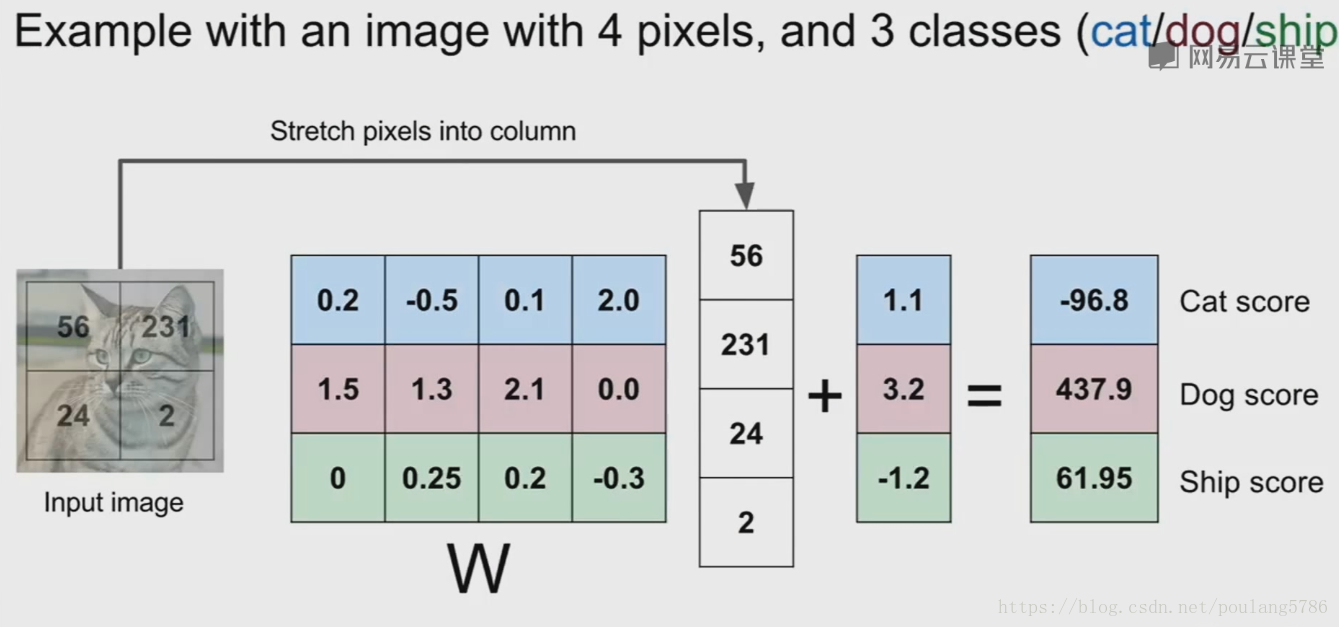 Example with an image with 4 pixels, and 3 classes (cat/dog/ship
网易云课堂
Stretch pixels into column
56 231
24 2
Input image
0.2 -0.5 0.1 2.0
1.5 1.3 2.1 0.0
0 0.25 0.2 -0.3
W
56
231
24
2
+
1.1
3.2
-1.2
=
-96.8 Cat score
437.9 Dog score
61.95 Ship score
https://blog.csdn.net/poulang5786